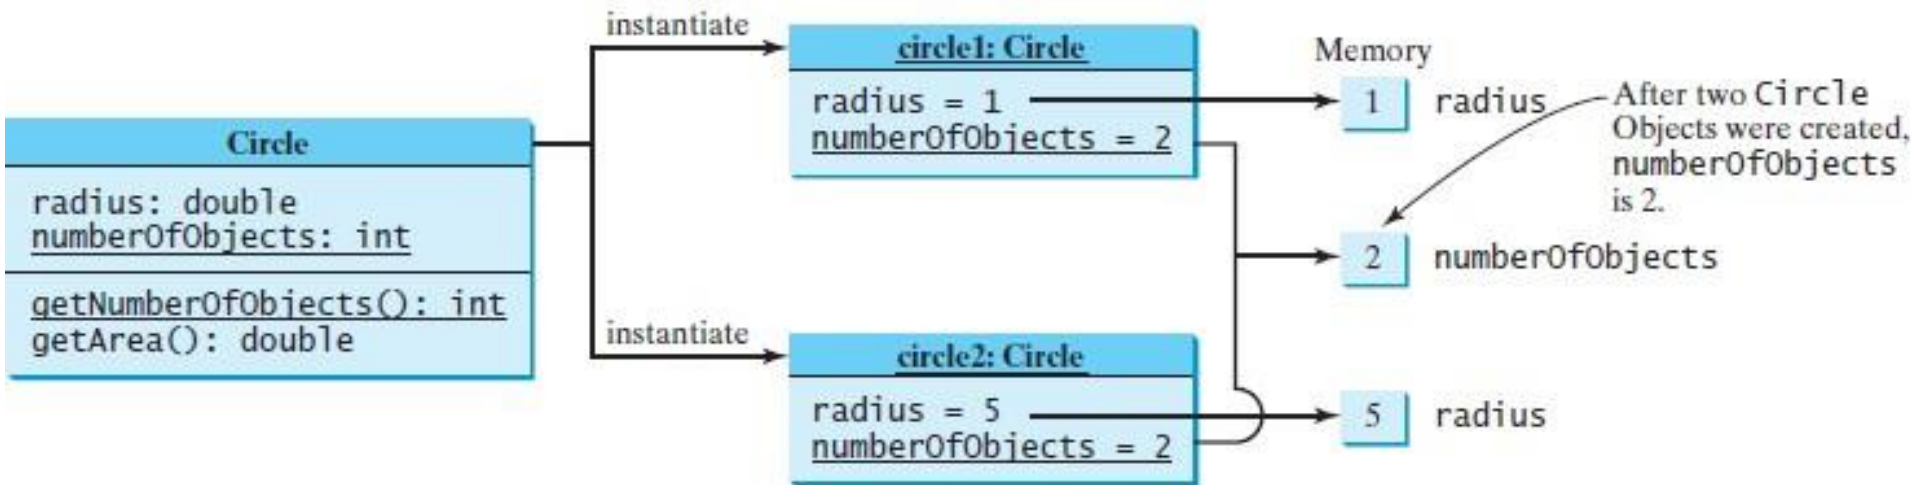 Circle
radius: double
numberOfObjects: int
getNumberOfObjects(): int
getArea(): double
instantiate
circle1: Circle
radius = 1
numberOfObjects = 2
instantiate
circle2: Circle
radius = 5
numberOfObjects = 2
Memory
1 radius
2 numberOfObjects
5 radius
After two Circle
Objects were created,
numberOfObjects
is 2.